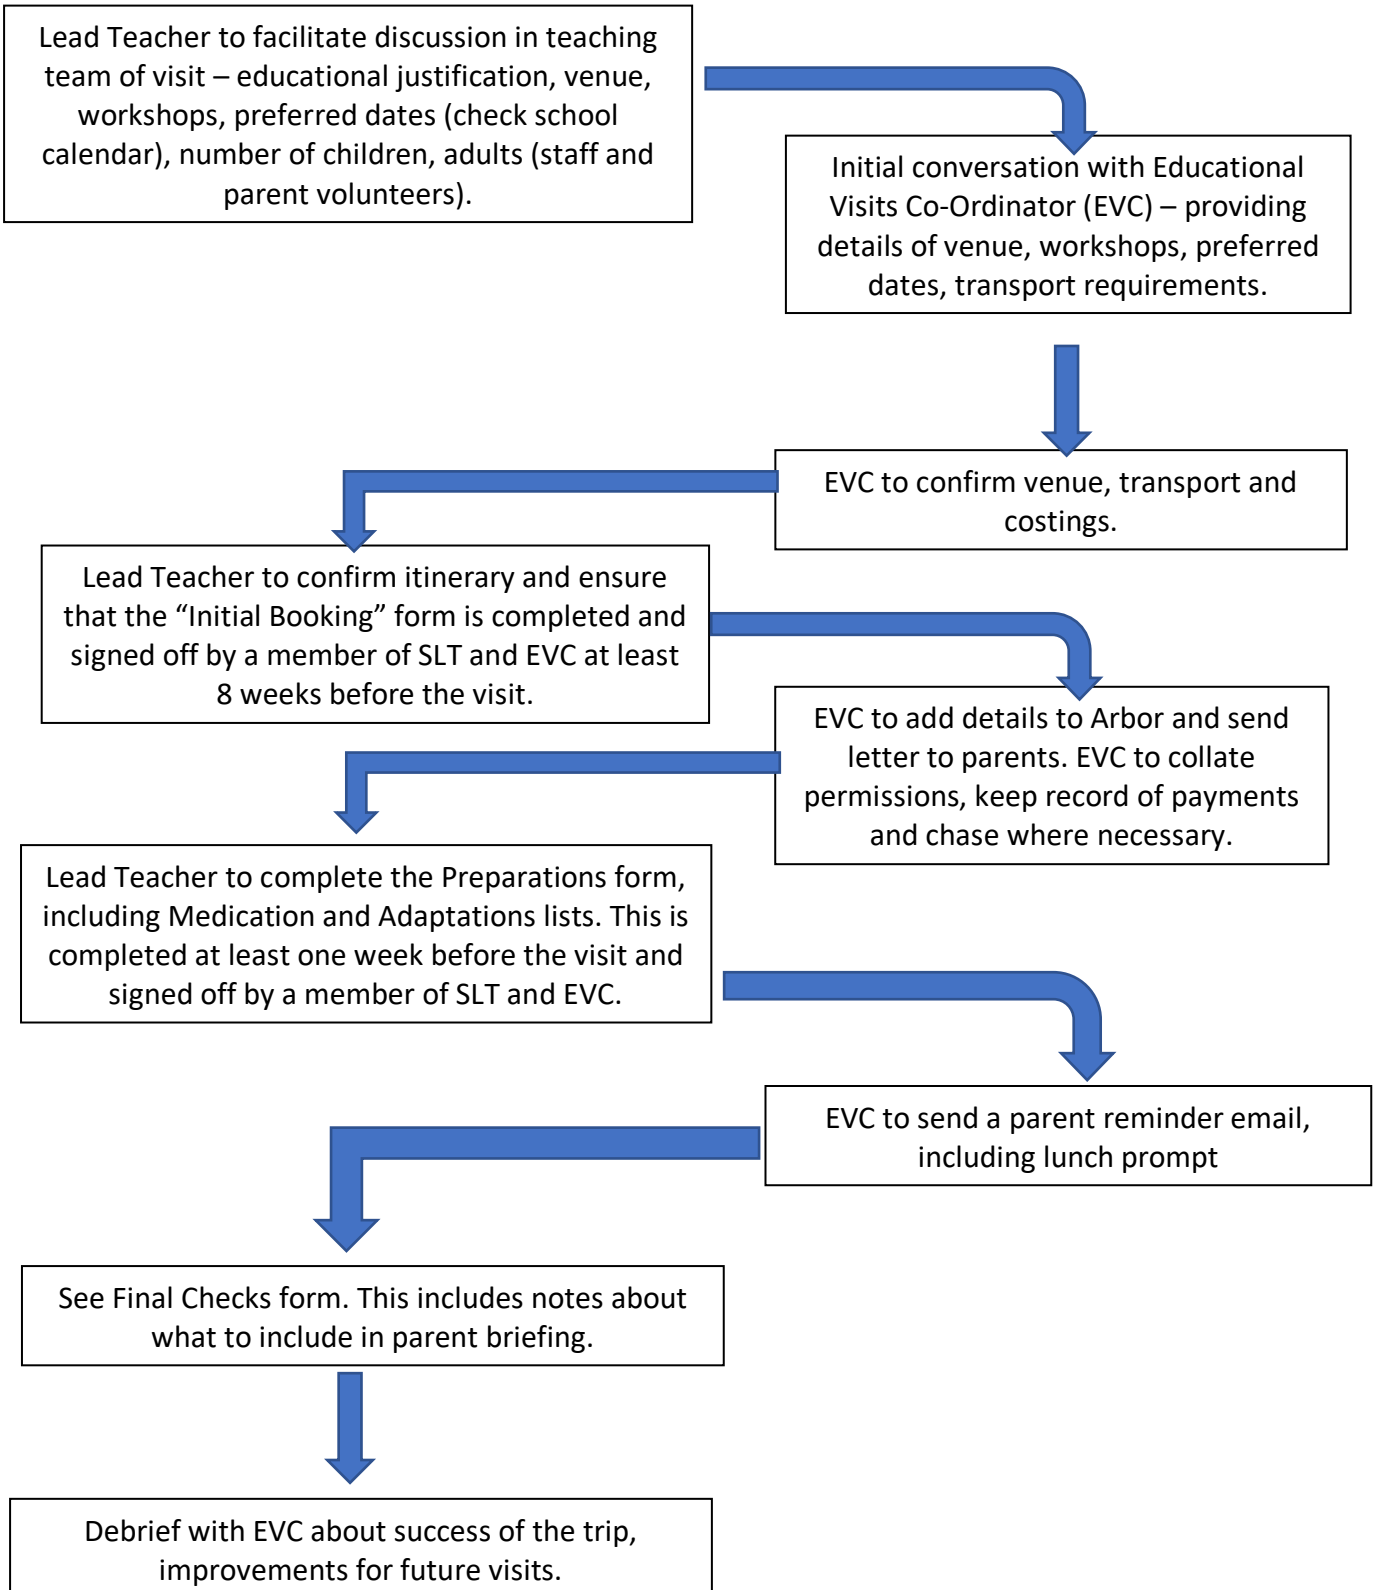 Lead Teacher to facilitate discussion in teaching
team of visit – educational justification, venue,
workshops, preferred dates (check school
calendar), number of children, adults (staff and
parent volunteers).
Initial conversation with Educational
Visits Co-Ordinator (EVC) – providing
details of venue, workshops, preferred
dates, transport requirements.
EVC to confirm venue, transport and
costings.
Lead Teacher to confirm itinerary and ensure
that the “Initial Booking” form is completed and
signed off by a member of SLT and EVC at least
8 weeks before the visit.
EVC to add details to Arbor and send
letter to parents. EVC to collate
permissions, keep record of payments
and chase where necessary.
Lead Teacher to complete the Preparations form,
including Medication and Adaptations lists. This is
completed at least one week before the visit and
signed off by a member of SLT and EVC.
EVC to send a parent reminder email,
including lunch prompt
See Final Checks form. This includes notes about
what to include in parent briefing.
Debrief with EVC about success of the trip,
improvements for future visits.